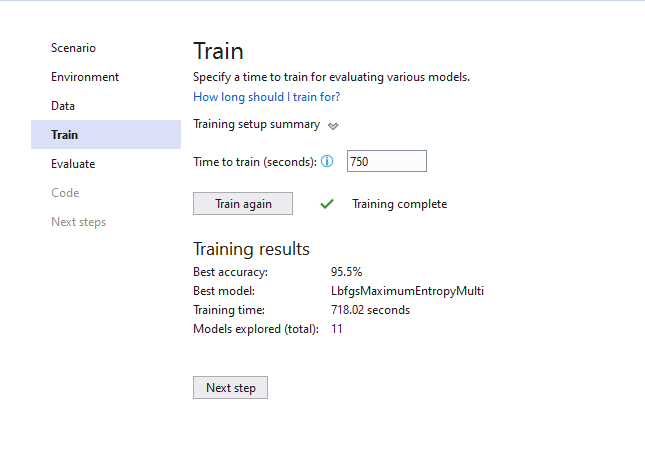 Scenario
Environment
Data
Train
Evaluate
Code
Next steps
Train
Specify a time to train for evaluating various models.
How long should I train for?
Training setup summary
Time to train (seconds): 750
Train again Training complete
Training results
Best accuracy: 95.5%
Best model: LbfgsMaximumEntropyMulti
Training time: 718.02 seconds
Models explored (total): 11
Next step